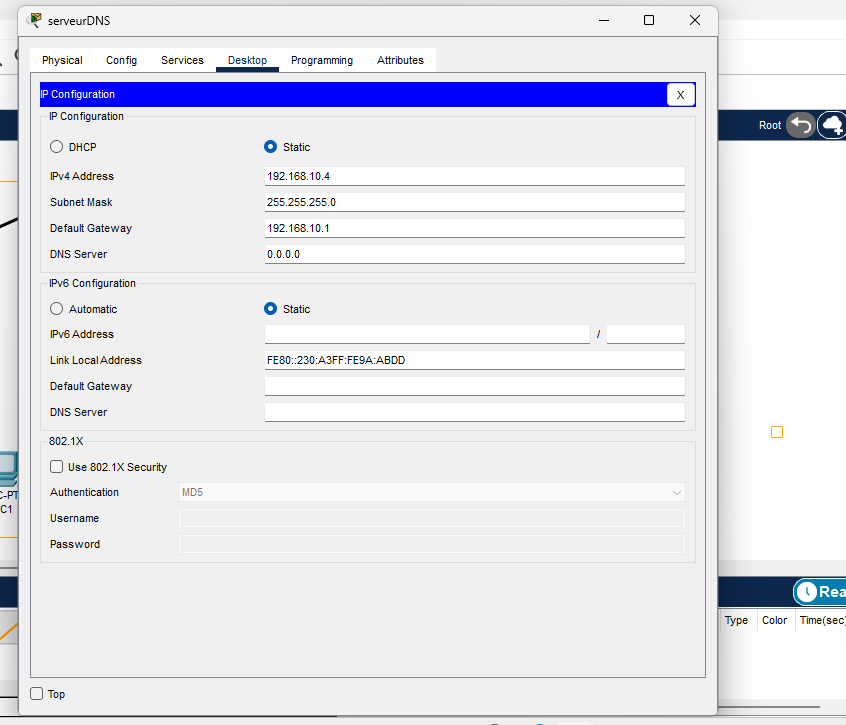 serveurDNS
Physical Config Services Desktop Programming Attributes
IP Configuration
X
IP Configuration
DHCP Static
IPv4 Address 192.168.10.4
Subnet Mask 255.255.255.0
Default Gateway 192.168.10.1
DNS Server 0.0.0.0
IPv6 Configuration
Automatic Static
IPv6 Address /
Link Local Address FE80::230:A3FF:FE9A:ABDD
Default Gateway
DNS Server
802.1X
Use 802.1X Security
Authentication MD5
Username
Password
Top
Root
C-PT
C1
Rea
Type Color Time(sec)